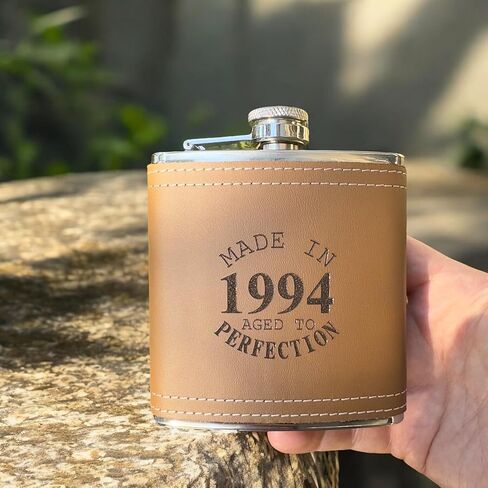 MADE IN
1994
AGED TO
PERFECTION